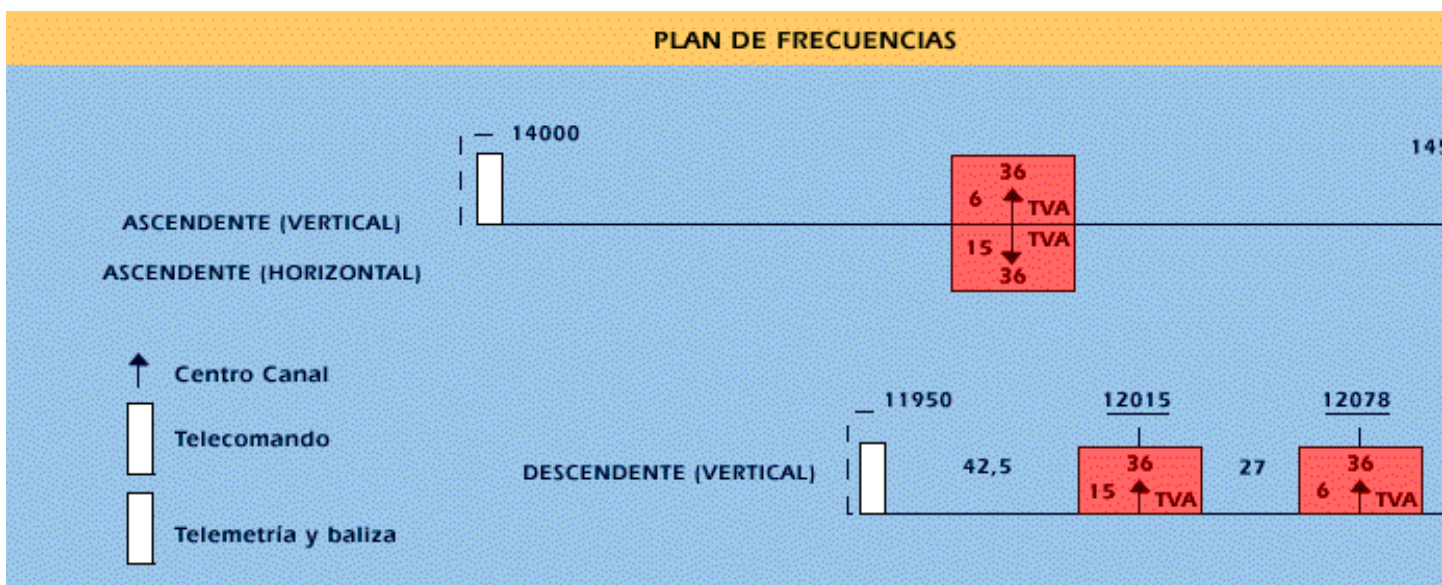 PLAN DE FRECUENCIAS
14000
145
36
6 TVA
ASCENDENTE (VERTICAL)
15 TVA
ASCENDENTE (HORIZONTAL)
36
Centro Canal
Telecomando
Telemetría y baliza
11950 12015 12078
DESCENDENTE (VERTICAL)
42,5 36 27 36
15 TVA 6 TVA